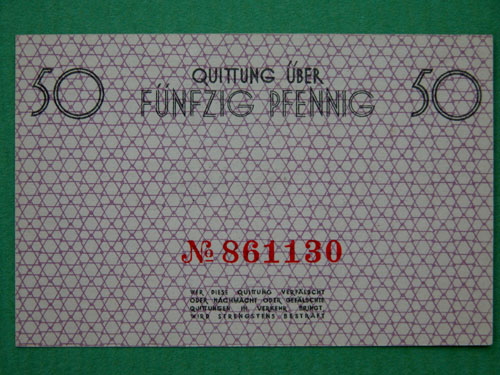 50 QUITTUNG ÜBER 50
FÜNFZIG PFENNIG
№ 861130
WER DIESE QUITTUNG VERFÄLSCHT
ODER NACHMACHT ODER GEFÄLSCHTE
QUITTUNGEN IN VERKEHR BRINGT,
WIRD STRENGSTENS BESTRAFT